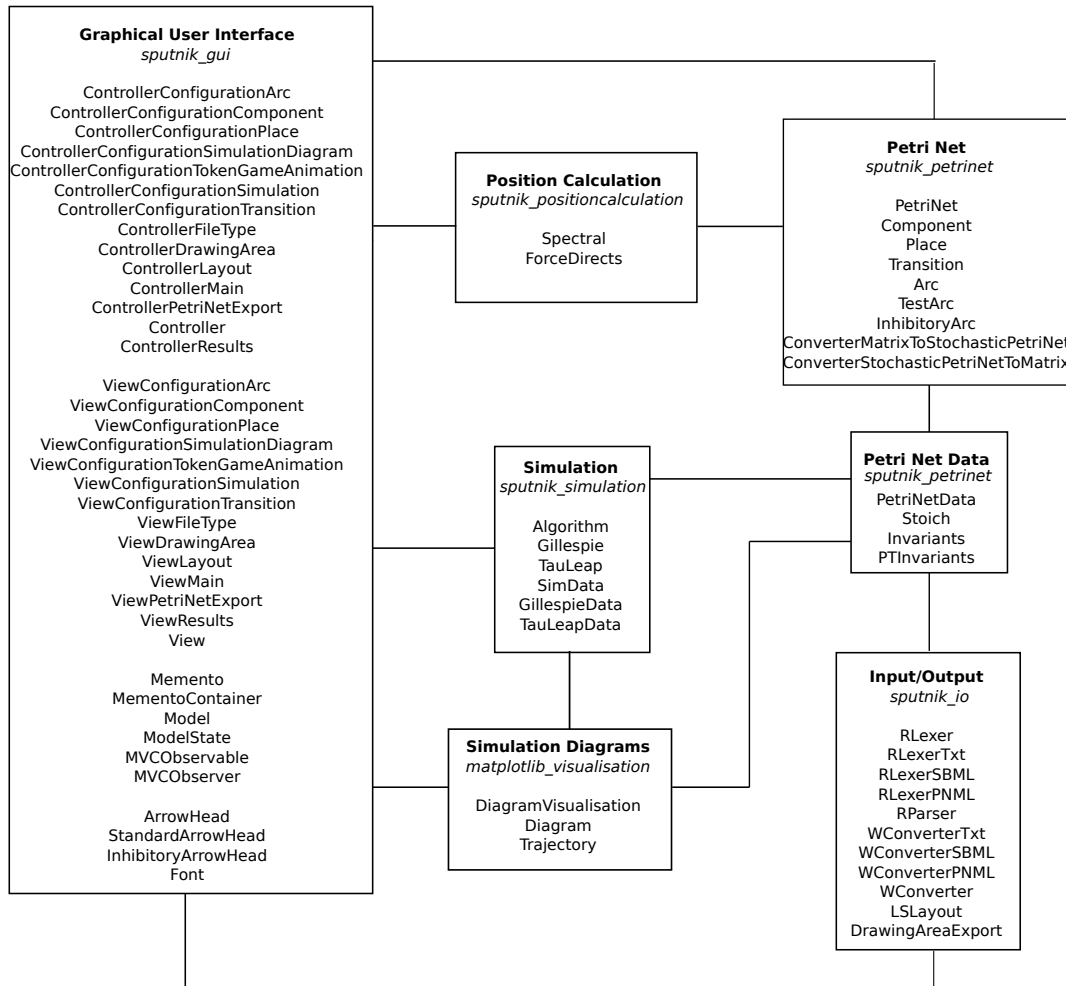 Graphical User Interface
sputnik_gui
ControllerConfigurationArc
ControllerConfigurationComponent
ControllerConfigurationPlace
ControllerConfigurationSimulationDiagram
ControllerConfigurationTokenGameAnimation
ControllerConfigurationSimulation
ControllerConfigurationTransition
ControllerFileType
ControllerDrawingArea
ControllerLayout
ControllerMain
ControllerPetriNetExport
Controller
ControllerResults
ViewConfigurationArc
ViewConfigurationComponent
ViewConfigurationPlace
ViewConfigurationSimulationDiagram
ViewConfigurationTokenGameAnimation
ViewConfigurationSimulation
ViewConfigurationTransition
ViewFileType
ViewDrawingArea
ViewLayout
ViewMain
ViewPetriNetExport
ViewResults
View
Memento
MementoContainer
Model
ModelState
MVCObservable
MVCObserver
ArrowHead
StandardArrowHead
InhibitoryArrowHead
Font
Position Calculation
sputnik_positioncalculation
Spectral
ForceDirects
Simulation
sputnik_simulation
Algorithm
Gillespie
TauLeap
SimData
GillespieData
TauLeapData
Simulation Diagrams
matplotlib_visualisation
DiagramVisualisation
Diagram
Trajectory
Petri Net
sputnik_petrinet
PetriNet
Component
Place
Transition
Arc
TestArc
InhibitoryArc
ConverterMatrixToStochasticPetriNet
ConverterStochasticPetriNetToMatrix
Petri Net Data
sputnik_petrinet
PetriNetData
Stoich
Invariants
PTInvariants
Input/Output
sputnik_io
RLexer
RLexerTxt
RLexerSBML
RLexerPNML
RParser
WConverterTxt
WConverterSBML
WConverterPNML
WConverter
LSLayout
DrawingAreaExport